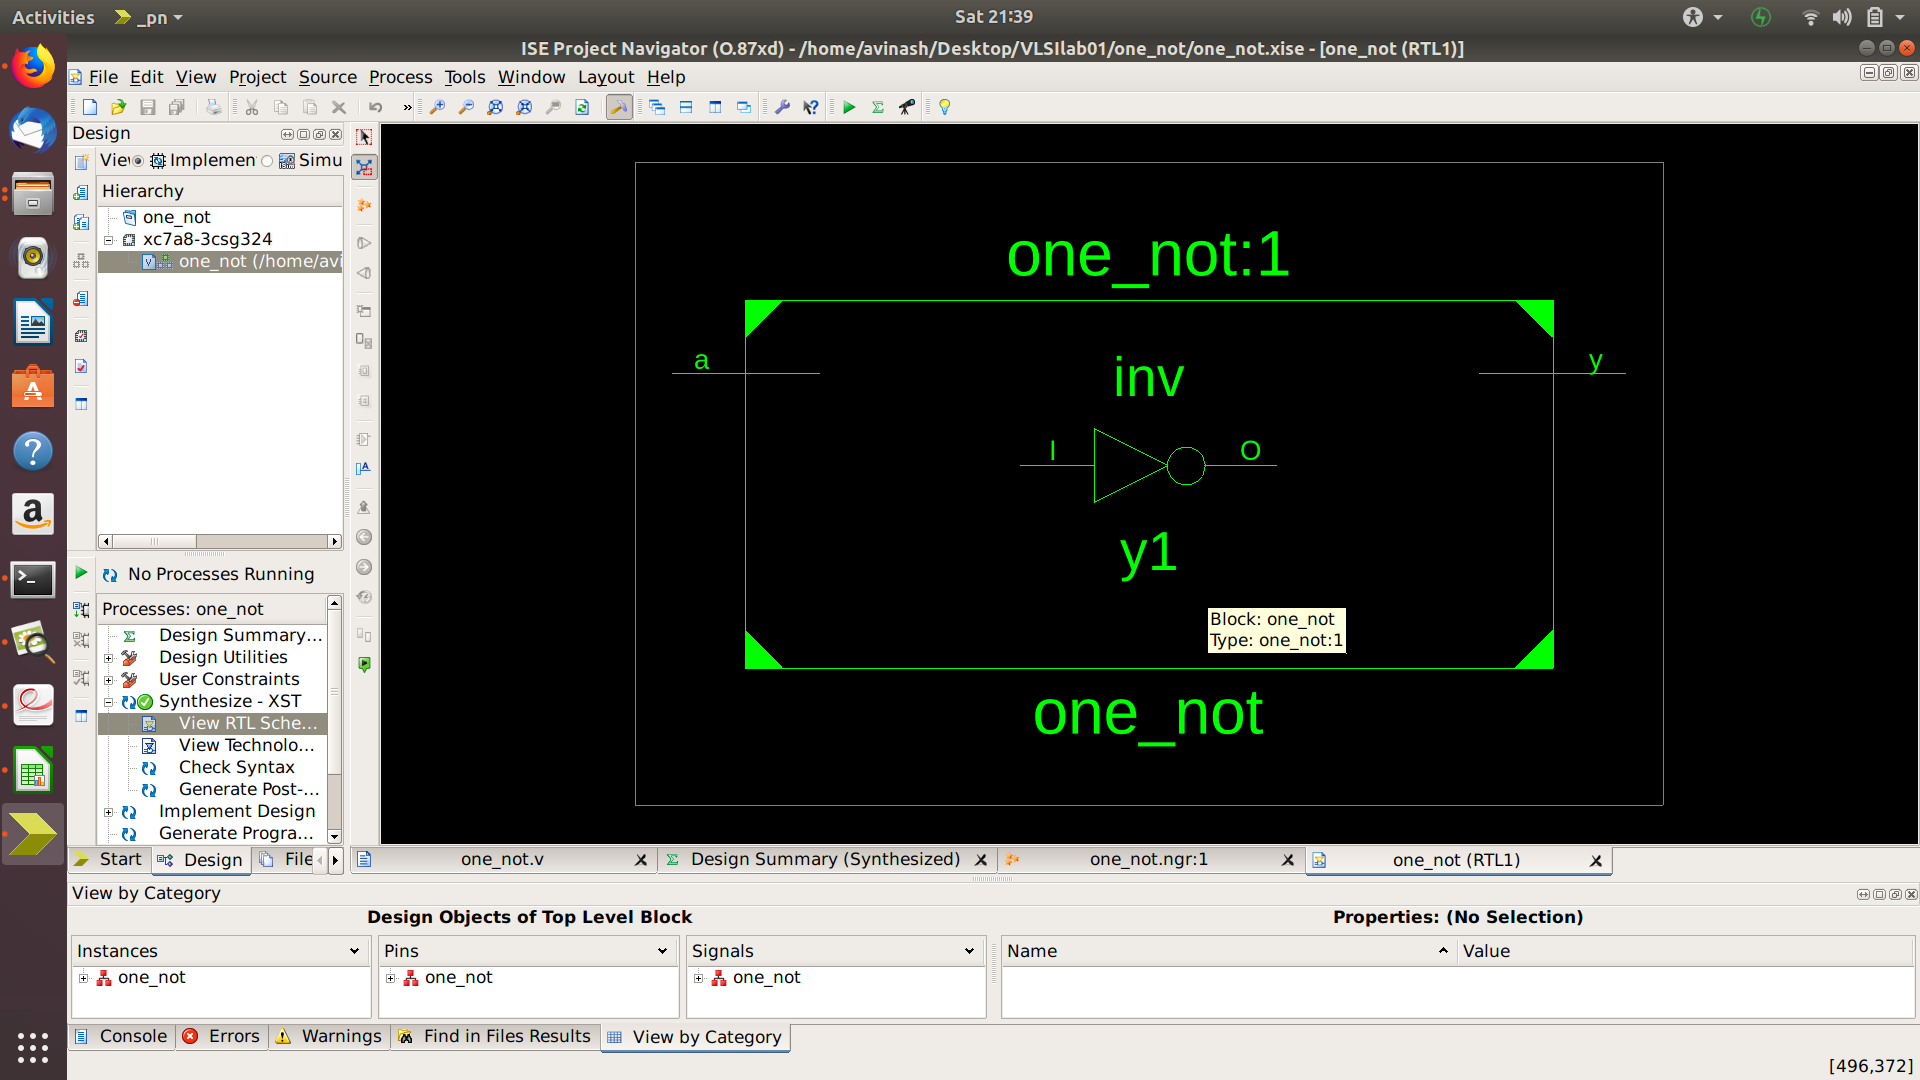 Activities
_pn
Sat 21:39
ISE Project Navigator (O.87xd) - /home/avinash/Desktop/VLSIlab01/one_not/one_not.xise - [one_not (RTL1)]
File Edit View Project Source Process Tools Window Layout Help
Design
Implemen
Simu
Hierarchy
one_not
xc7a8-3csg324
one_not (/home/avi
No Processes Running
Processes: one_not
Design Summary...
Design Utilities
User Constraints
Synthesize - XST
View RTL Sche...
View Technolo...
Check Syntax
Generate Post-...
Implement Design
Generate Progra...
Start
Design
File
one_not:1
a
y
inv
I
O
y1
Block: one_not
Type: one_not:1
one_not
one_not.v
Design Summary (Synthesized)
one_not.ngr:1
one_not (RTL1)
View by Category
Design Objects of Top Level Block
Properties: (No Selection)
Instances
Pins
Signals
Name
Value
one_not
one_not
one_not
Console
Errors
Warnings
Find in Files Results
View by Category
[496,372]